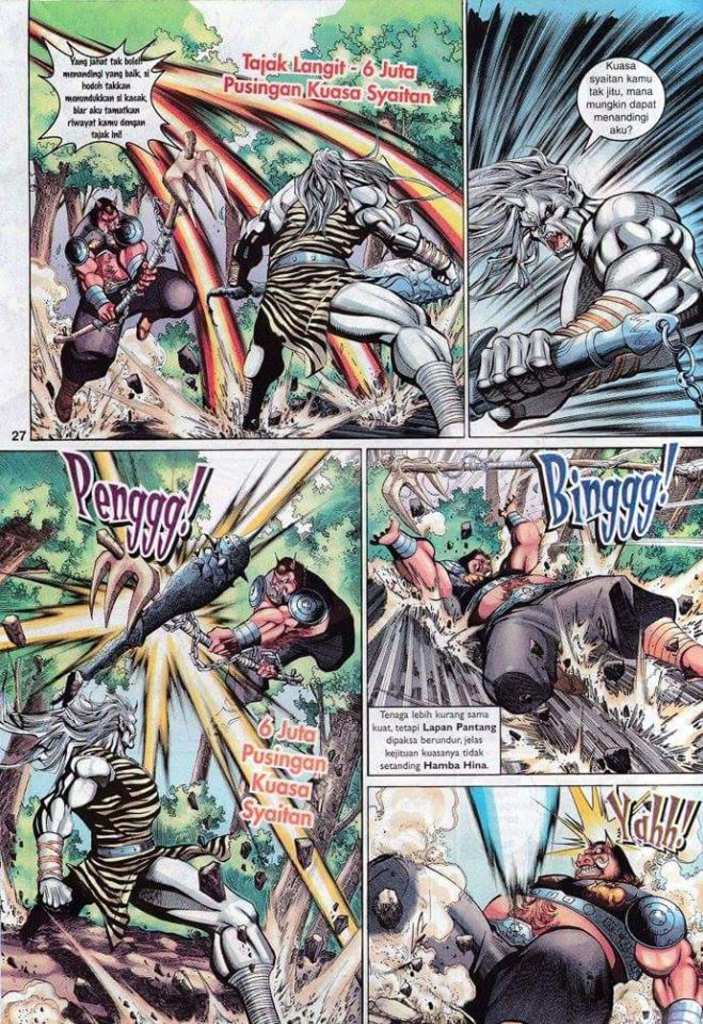 Yang jahat tak boleh
menandingi yang baik, si
hodoh takkan
menundukkan si kacak,
biar aku tamatkan
riwayat kamu dengan
tajak ini!
Tajak Langit - 6 Juta
Pusingan Kuasa Syaitan
Kuasa
syaitan kamu
tak jitu, mana
mungkin dapat
menandingi
aku?
27
Penggg!
6 Juta
Pusingan
Kuasa
Syaitan
Binggg!
Tenaga lebih kurang sama
kuat, tetapi Lapan Pantang
dipaksa berundur, jelas
kejituan kuasanya tidak
setanding Hamba Hina.
Yahh!